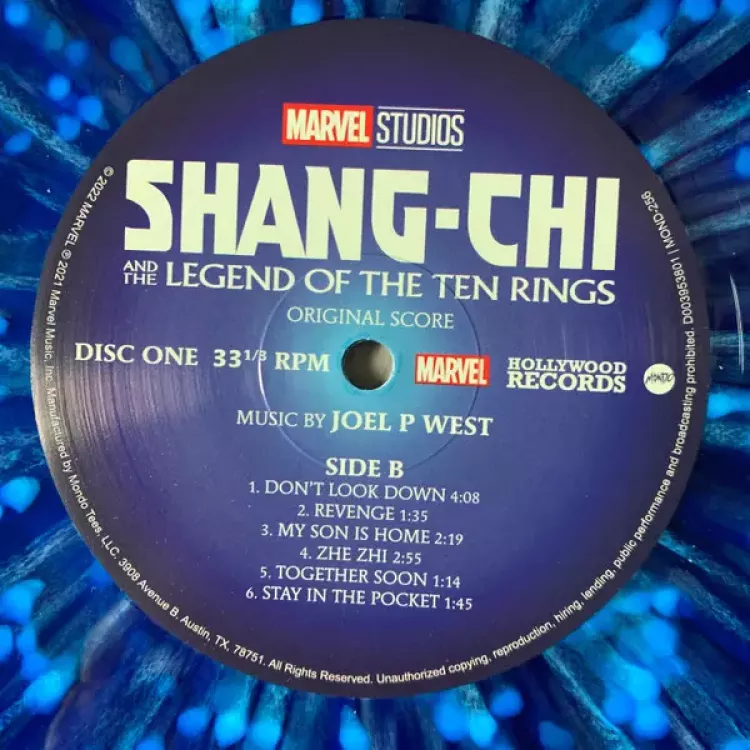 MARVEL STUDIOS
SHANG-CHI
AND THE LEGEND OF THE TEN RINGS
ORIGINAL SCORE
DISC ONE 33 1/3 RPM
MARVEL
HOLLYWOOD RECORDS
MONDO
MUSIC BY JOEL P WEST
SIDE B
1. DON'T LOOK DOWN 4:08
2. REVENGE 1:35
3. MY SON IS HOME 2:19
4. ZHE ZHI 2:55
5. TOGETHER SOON 1:14
6. STAY IN THE POCKET 1:45
© 2022 MARVEL ℗ 2021 Marvel Music, Inc. Manufactured by Mondo Tees, LLC. 3908 Avenue B. Austin, TX, 78751. All Rights Reserved. Unauthorized copying, reproduction, hiring, lending, public performance and broadcasting prohibited. D003953801 | MOND-256